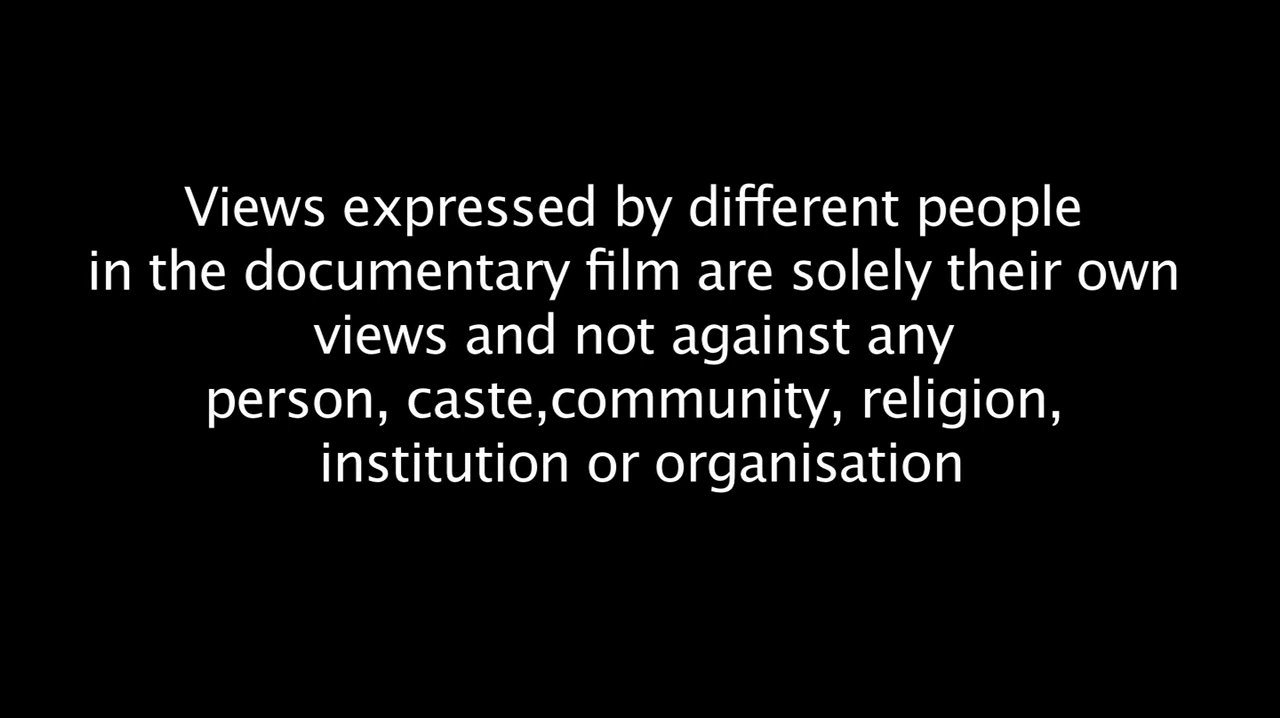 Views expressed by different people
in the documentary film are solely their own
views and not against any
person, caste,community, religion,
institution or organisation